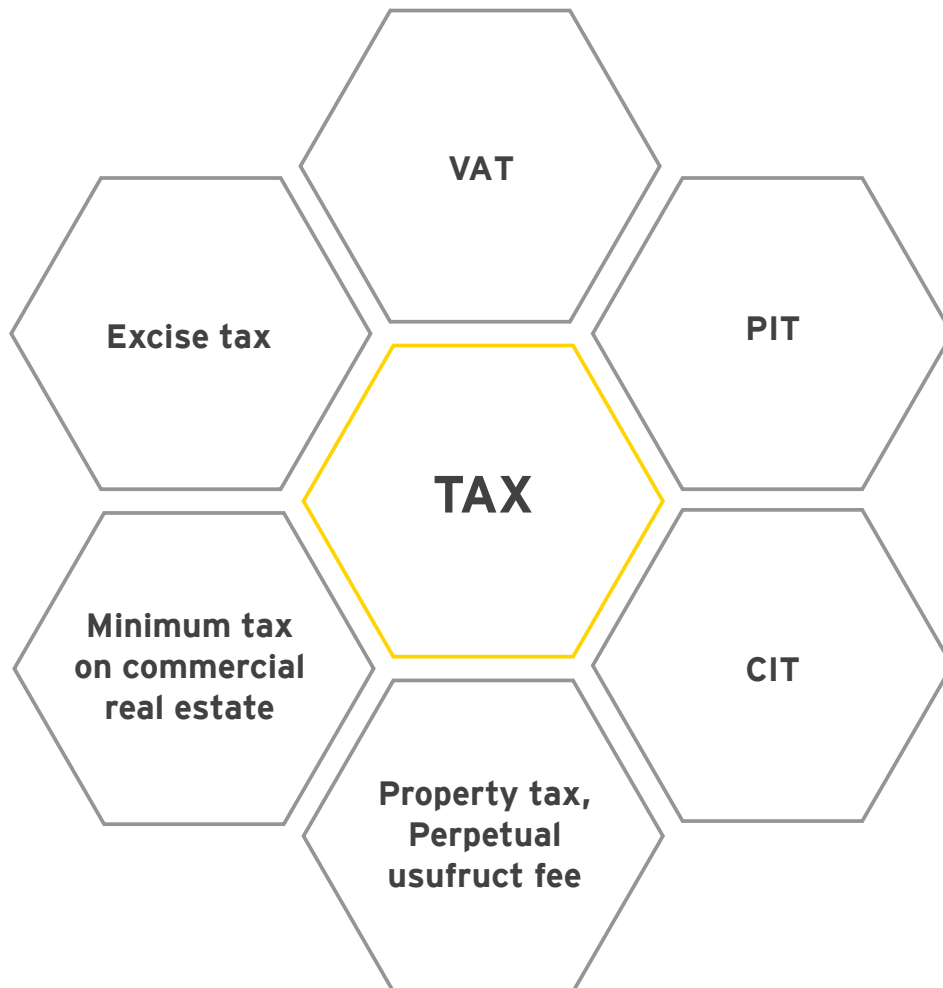 VAT
Excise tax
PIT
TAX
Minimum tax
on commercial
real estate
CIT
Property tax,
Perpetual
usufruct fee